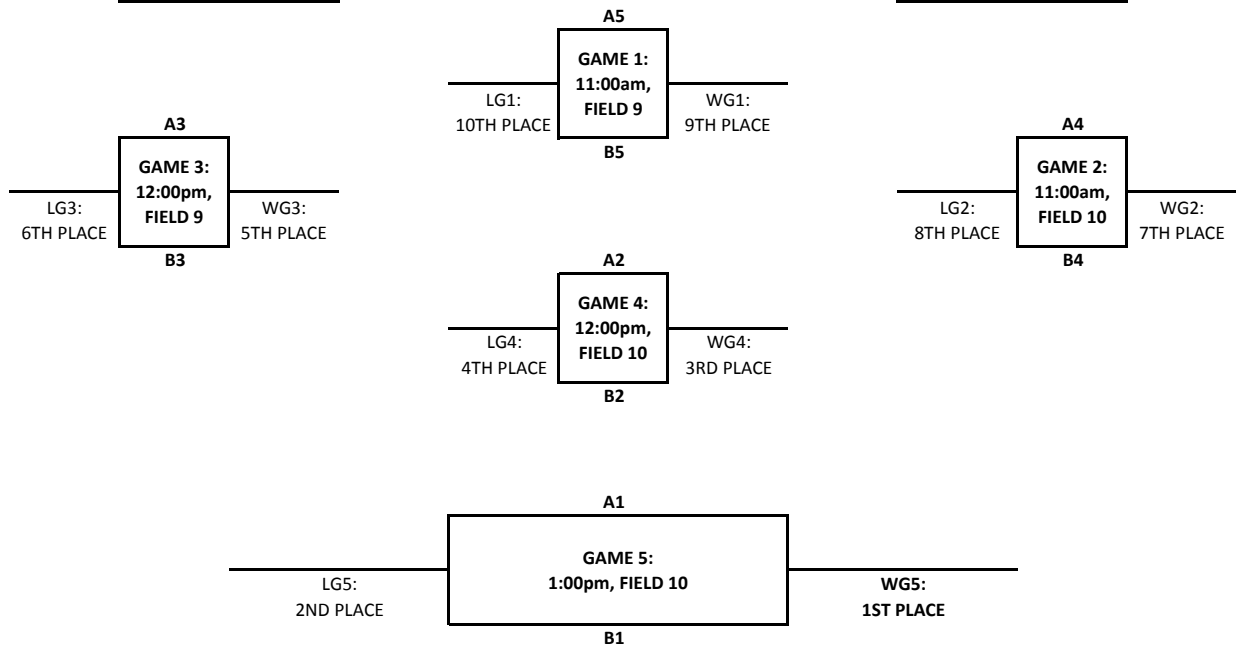 A5
GAME 1:
11:00am,
FIELD 9
LG1:
10TH PLACE
WG1:
9TH PLACE
B5
A3
GAME 3:
12:00pm,
FIELD 9
LG3:
6TH PLACE
WG3:
5TH PLACE
B3
A4
GAME 2:
11:00am,
FIELD 10
LG2:
8TH PLACE
WG2:
7TH PLACE
B4
A2
GAME 4:
12:00pm,
FIELD 10
LG4:
4TH PLACE
WG4:
3RD PLACE
B2
A1
GAME 5:
1:00pm, FIELD 10
LG5:
2ND PLACE
WG5:
1ST PLACE
B1